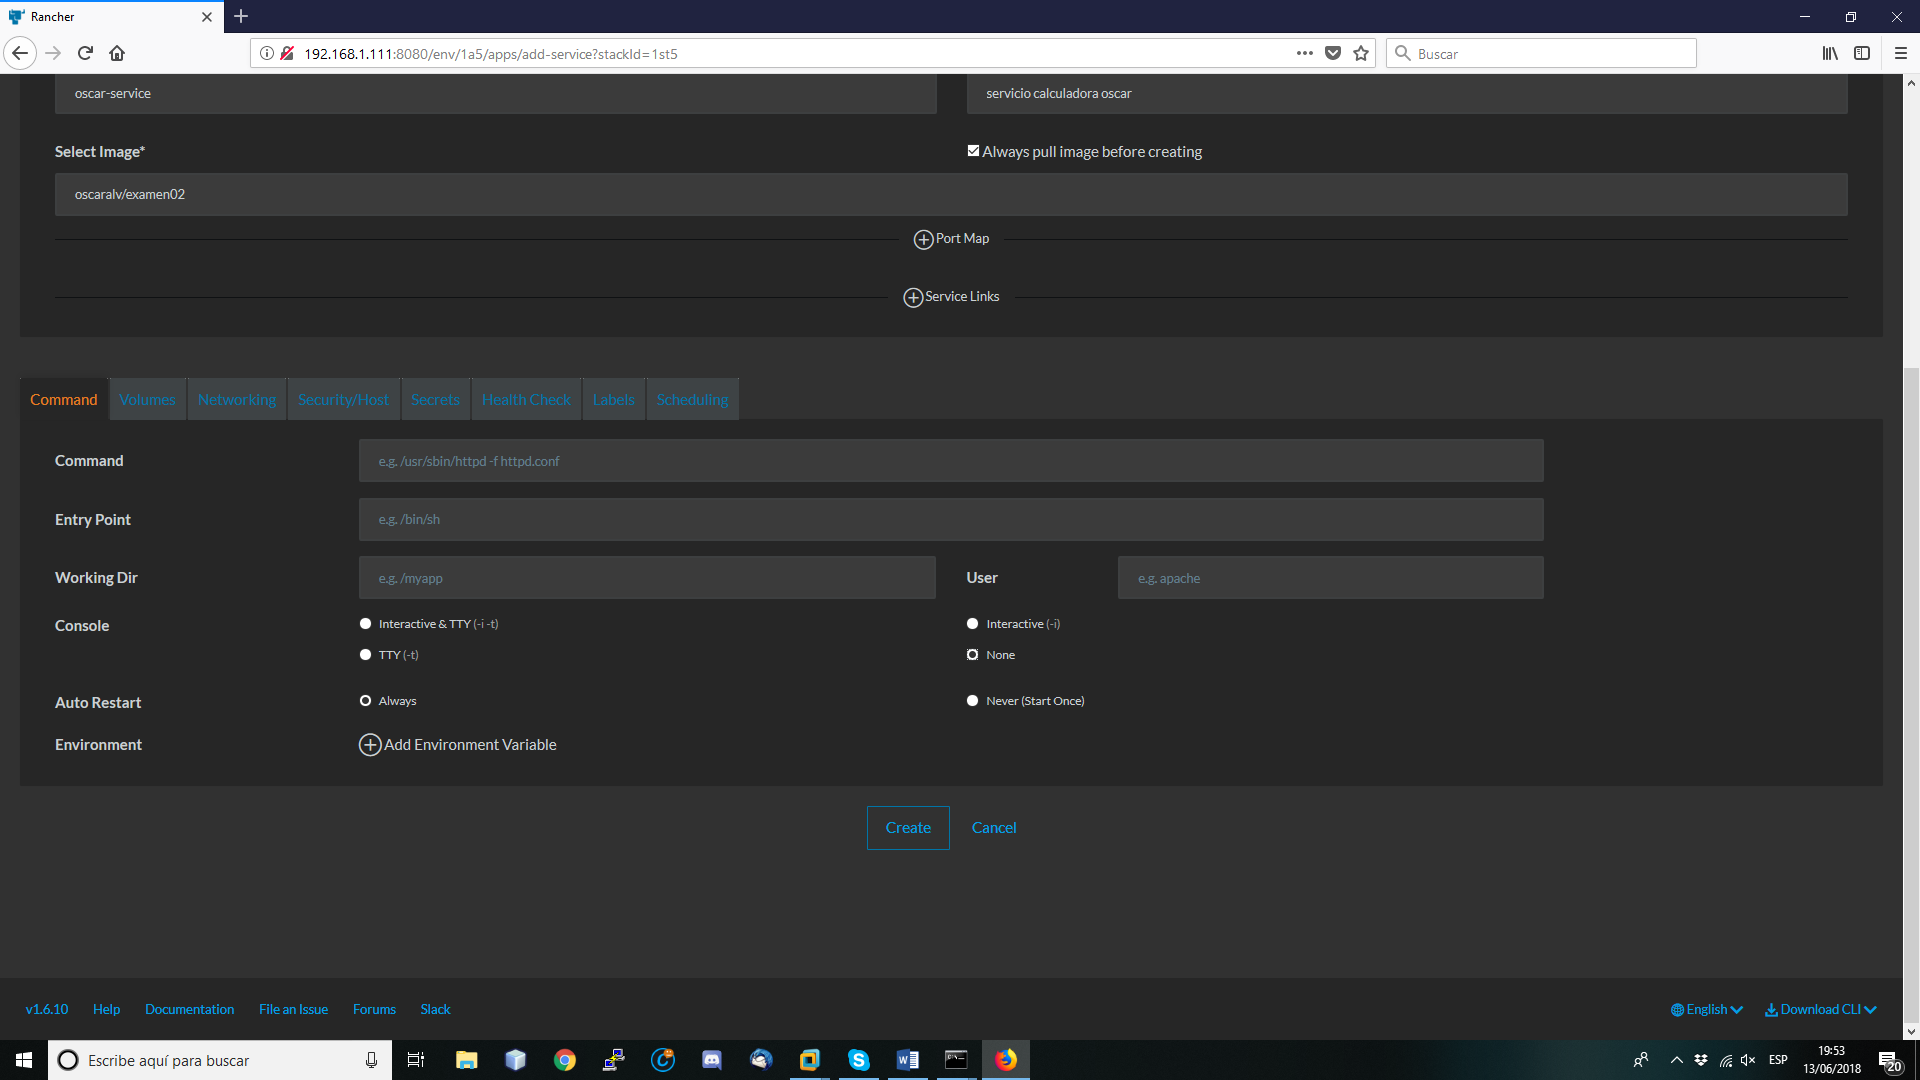 Rancher
192.168.1.111:8080/env/1a5/apps/add-service?stackId=1st5
Buscar
oscar-service
servicio calculadora oscar
Select Image*
Always pull image before creating
oscaralv/examen02
Port Map
Service Links
Command Volumes Networking Security/Host Secrets Health Check Labels Scheduling
Command
e.g. /usr/sbin/httpd -f httpd.conf
Entry Point
e.g. /bin/sh
Working Dir
e.g. /myapp
User
e.g. apache
Console
Interactive & TTY (-i -t)
Interactive (-i)
TTY (-t)
None
Auto Restart
Always
Never (Start Once)
Environment
Add Environment Variable
Create
Cancel
v1.6.10 Help Documentation File an Issue Forums Slack
English
Download CLI
Escribe aquí para buscar
ESP
19:53
13/06/2018
20